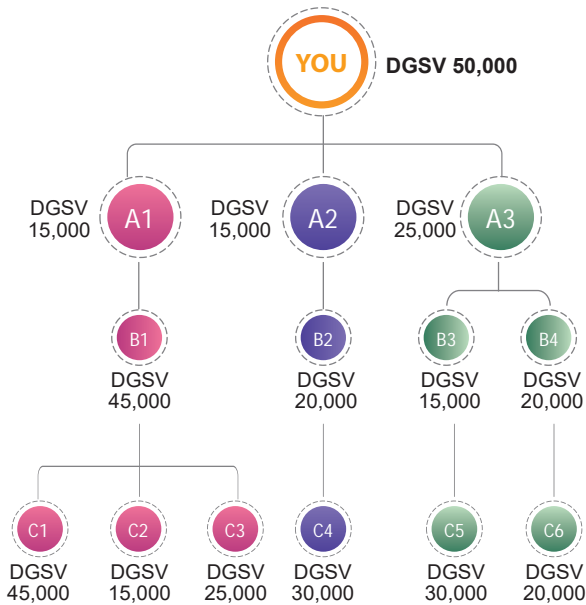 YOU
DGSV 50,000
A1
DGSV
15,000
A2
DGSV
15,000
A3
DGSV
25,000
B1
DGSV
45,000
B2
DGSV
20,000
B3
DGSV
15,000
B4
DGSV
20,000
C1
DGSV
45,000
C2
DGSV
15,000
C3
DGSV
25,000
C4
DGSV
30,000
C5
DGSV
30,000
C6
DGSV
20,000